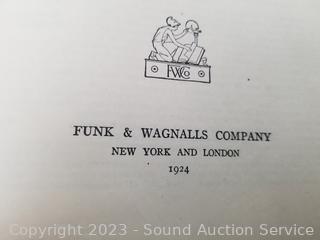 FWCo
FUNK & WAGNALLS COMPANY
NEW YORK AND LONDON
1924
Copyright © 2023 - Sound Auction Service